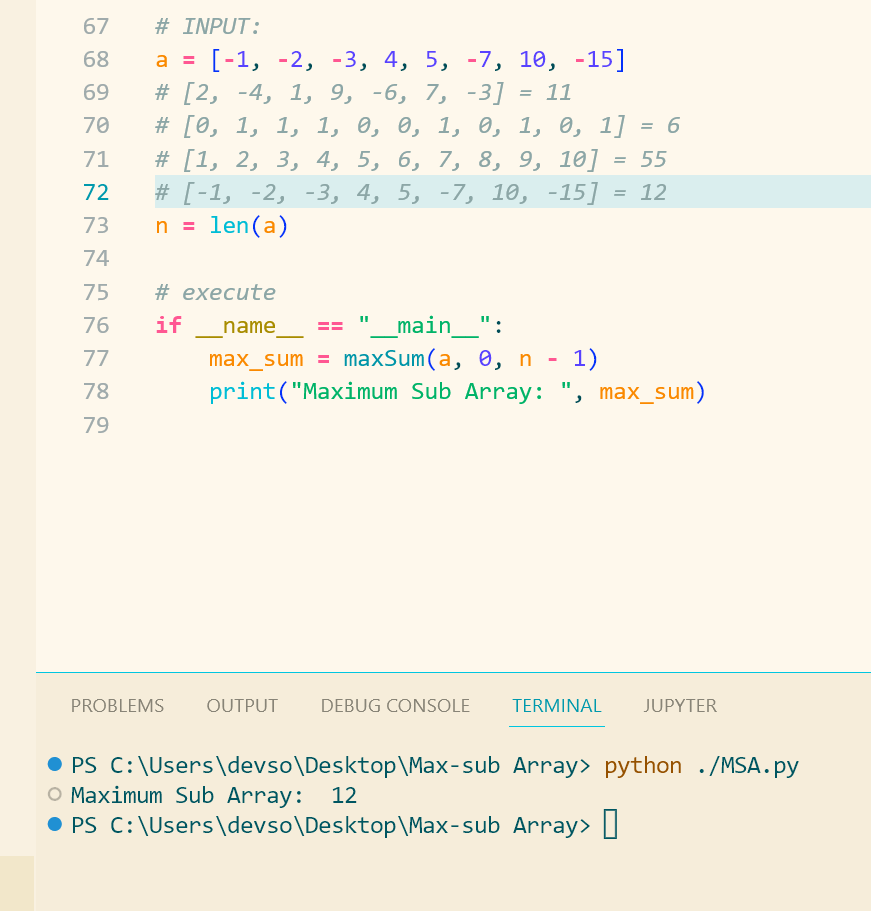 67 # INPUT:
68 a = [-1, -2, -3, 4, 5, -7, 10, -15]
69 # [2, -4, 1, 9, -6, 7, -3] = 11
70 # [0, 1, 1, 1, 0, 0, 1, 0, 1, 0, 1] = 6
71 # [1, 2, 3, 4, 5, 6, 7, 8, 9, 10] = 55
72 # [-1, -2, -3, 4, 5, -7, 10, -15] = 12
73 n = len(a)
74
75 # execute
76 if __name__ == "__main__":
77     max_sum = maxSum(a, 0, n - 1)
78     print("Maximum Sub Array: ", max_sum)
79
PROBLEMS OUTPUT DEBUG CONSOLE TERMINAL JUPYTER
PS C:\Users\devso\Desktop\Max-sub Array> python ./MSA.py
Maximum Sub Array:  12
PS C:\Users\devso\Desktop\Max-sub Array>